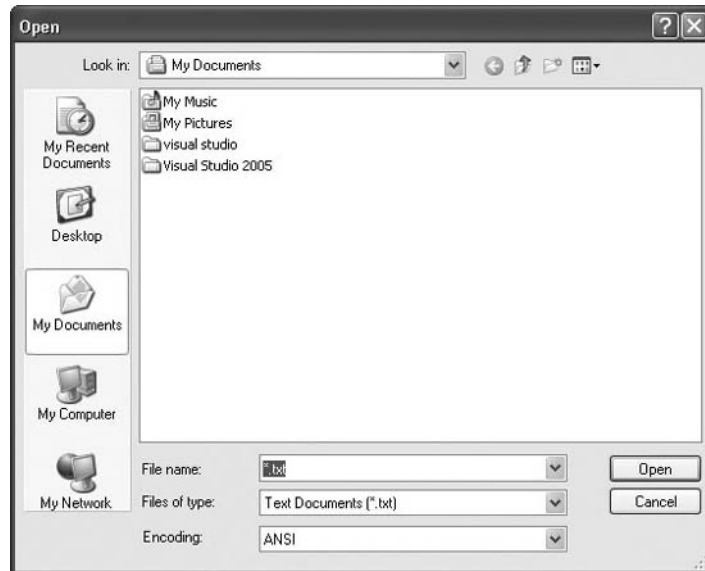 Open
Look in: My Documents
My Recent
Documents
Desktop
My Documents
My Computer
My Network
My Music
My Pictures
visual studio
Visual Studio 2005
File name: *.txt
Open
Files of type: Text Documents (*.txt)
Cancel
Encoding: ANSI